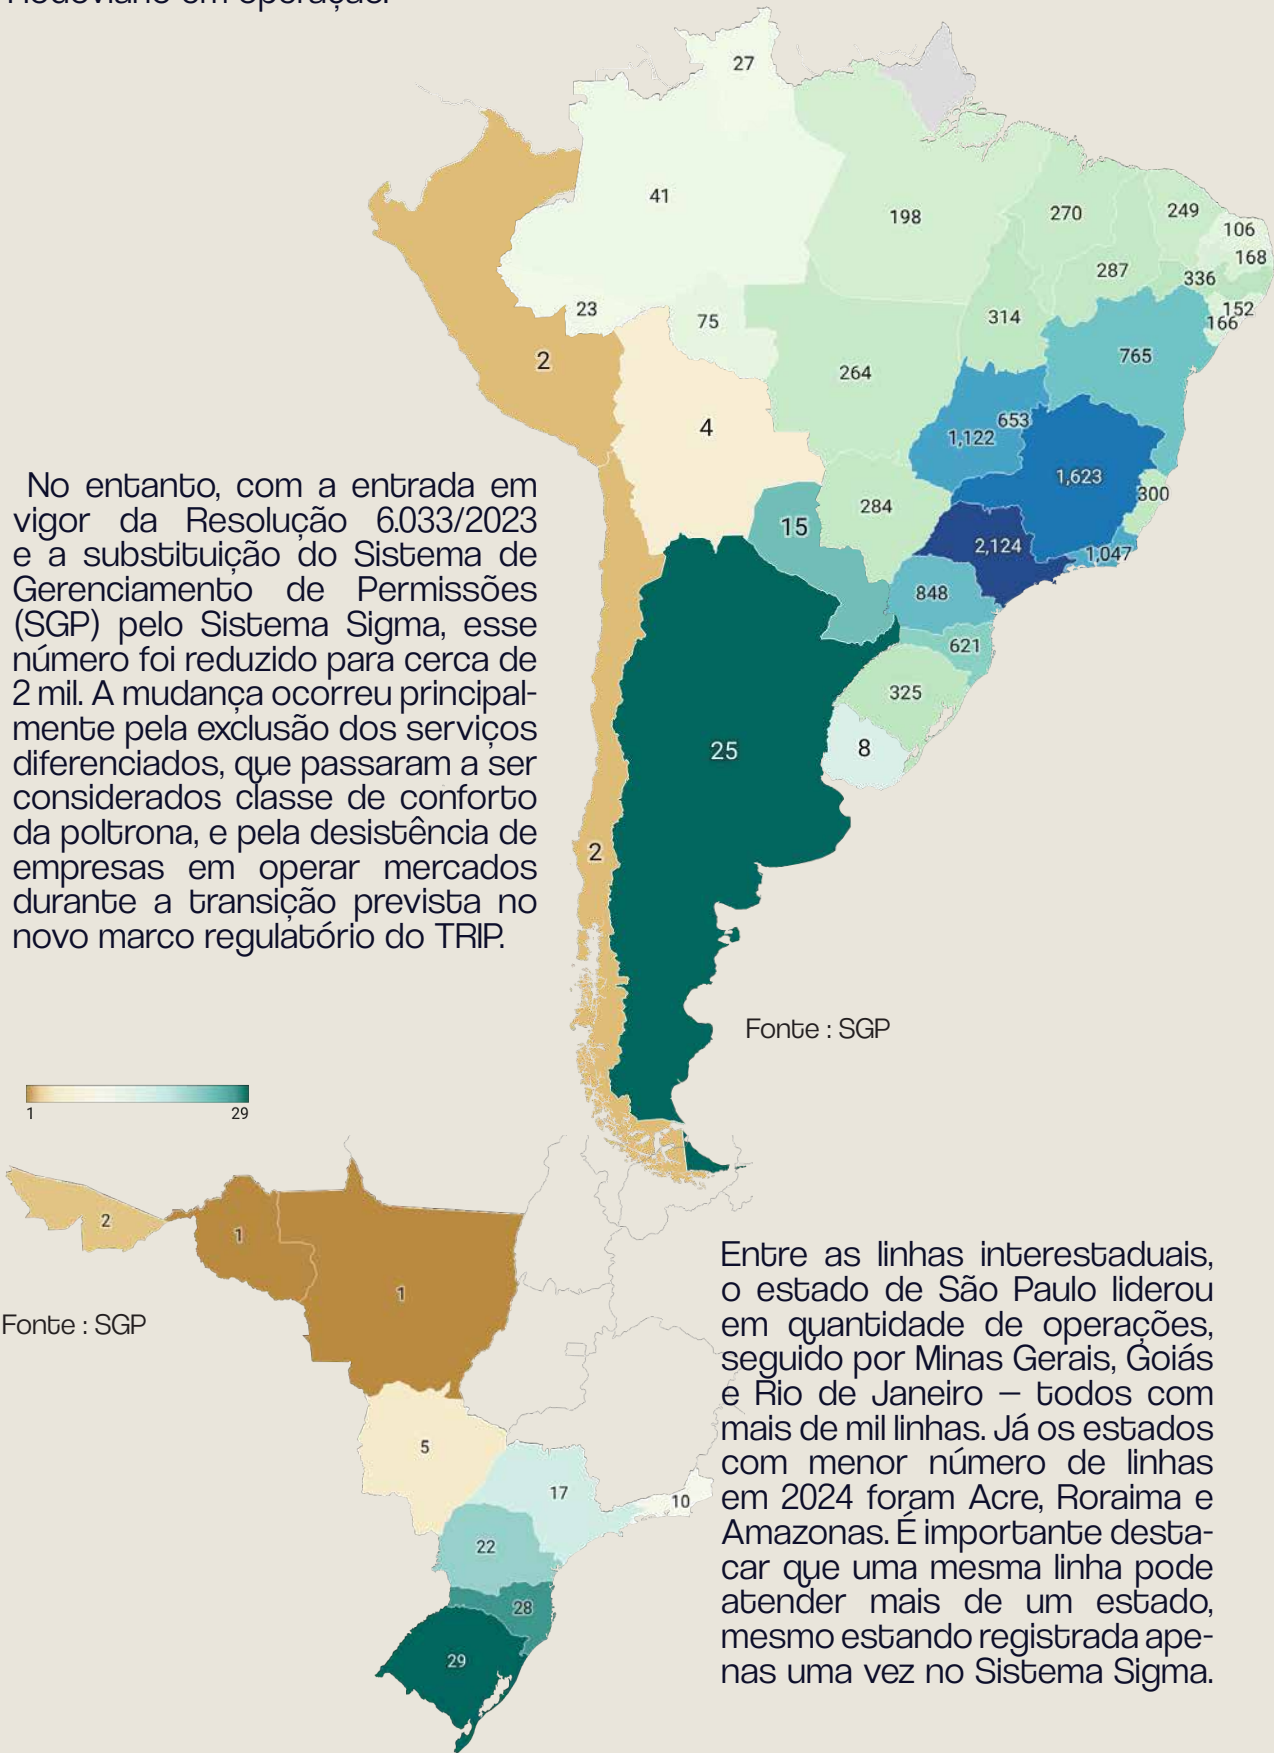 Rodoviário em operação.
27
41
198
270
249
106
168
287
336
152
166
23
75
314
2
264
765
4
653
1,122
1,623
300
284
15
2,124
1,047
848
621
325
8
25
2
No entanto, com a entrada em
vigor da Resolução 6.033/2023
e a substituição do Sistema de
Gerenciamento de Permissões
(SGP) pelo Sistema Sigma, esse
número foi reduzido para cerca de
2 mil. A mudança ocorreu principal-
mente pela exclusão dos serviços
diferenciados, que passaram a ser
considerados classe de conforto
da poltrona, e pela desistência de
empresas em operar mercados
durante a transição prevista no
novo marco regulatório do TRIP.
Fonte : SGP
1
29
2
1
1
Fonte : SGP
5
17
10
22
28
29
Entre as linhas interestaduais,
o estado de São Paulo liderou
em quantidade de operações,
seguido por Minas Gerais, Goiás
e Rio de Janeiro – todos com
mais de mil linhas. Já os estados
com menor número de linhas
em 2024 foram Acre, Roraima e
Amazonas. É importante desta-
car que uma mesma linha pode
atender mais de um estado,
mesmo estando registrada ape-
nas uma vez no Sistema Sigma.